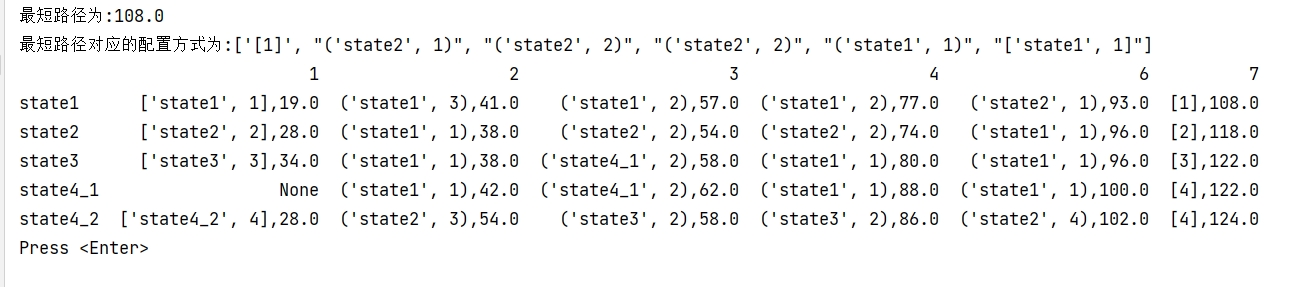 最短路径为:108.0
最短路径对应的配置方式为:['[1]', "('state2', 1)", "('state2', 2)", "('state2', 2)", "('state1', 1)", "['state1', 1]"]
1 2 3 4 6 7
state1 ['state1', 1],19.0 ('state1', 3),41.0 ('state1', 2),57.0 ('state1', 2),77.0 ('state2', 1),93.0 [1],108.0
state2 ['state2', 2],28.0 ('state1', 1),38.0 ('state2', 2),54.0 ('state2', 2),74.0 ('state1', 1),96.0 [2],118.0
state3 ['state3', 3],34.0 ('state1', 1),38.0 ('state4_1', 2),58.0 ('state1', 1),80.0 ('state1', 1),96.0 [3],122.0
state4_1 None ('state1', 1),42.0 ('state4_1', 2),62.0 ('state1', 1),88.0 ('state1', 1),100.0 [4],122.0
state4_2 ['state4_2', 4],28.0 ('state2', 3),54.0 ('state3', 2),58.0 ('state3', 2),86.0 ('state2', 4),102.0 [4],124.0
Press <Enter>